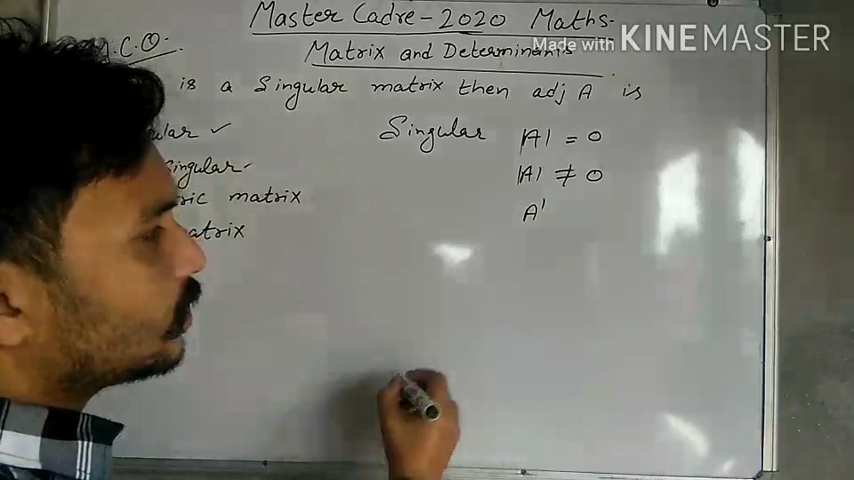 Master Cadre - 2020 Maths.
Made with KINEMASTER
M.C.Q.
Matrix and Determinants
is a Singular matrix then adj A is
Singular |A| = 0
Singular
|A| ≠ 0
matrix
A'